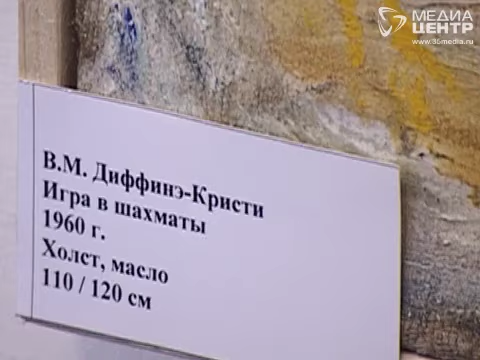 МЕДИА
ЦЕНТР
www.35media.ru
В.М. Диффинэ-Кристи
Игра в шахматы
1960 г.
Холст, масло
110 / 120 см